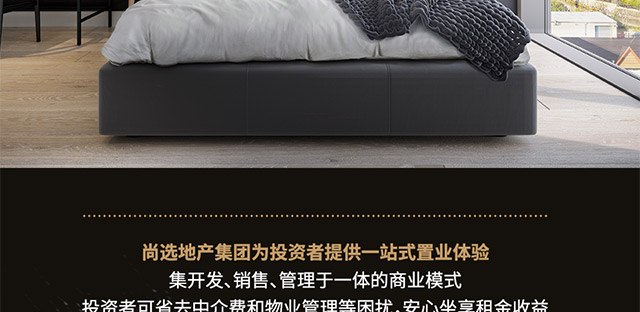 尚选地产集团为投资者提供一站式置业体验
集开发、销售、管理于一体的商业模式
投资者可省去中介费和物业管理等困扰,安心坐享租金收益